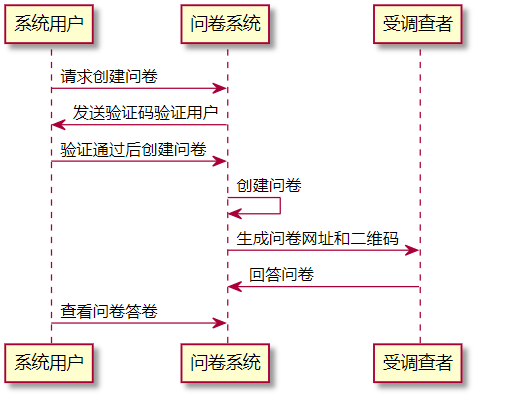 系统用户
问卷系统
受调查者
请求创建问卷
发送验证码验证用户
验证通过后创建问卷
创建问卷
生成问卷网址和二维码
回答问卷
查看问卷答卷
系统用户
问卷系统
受调查者